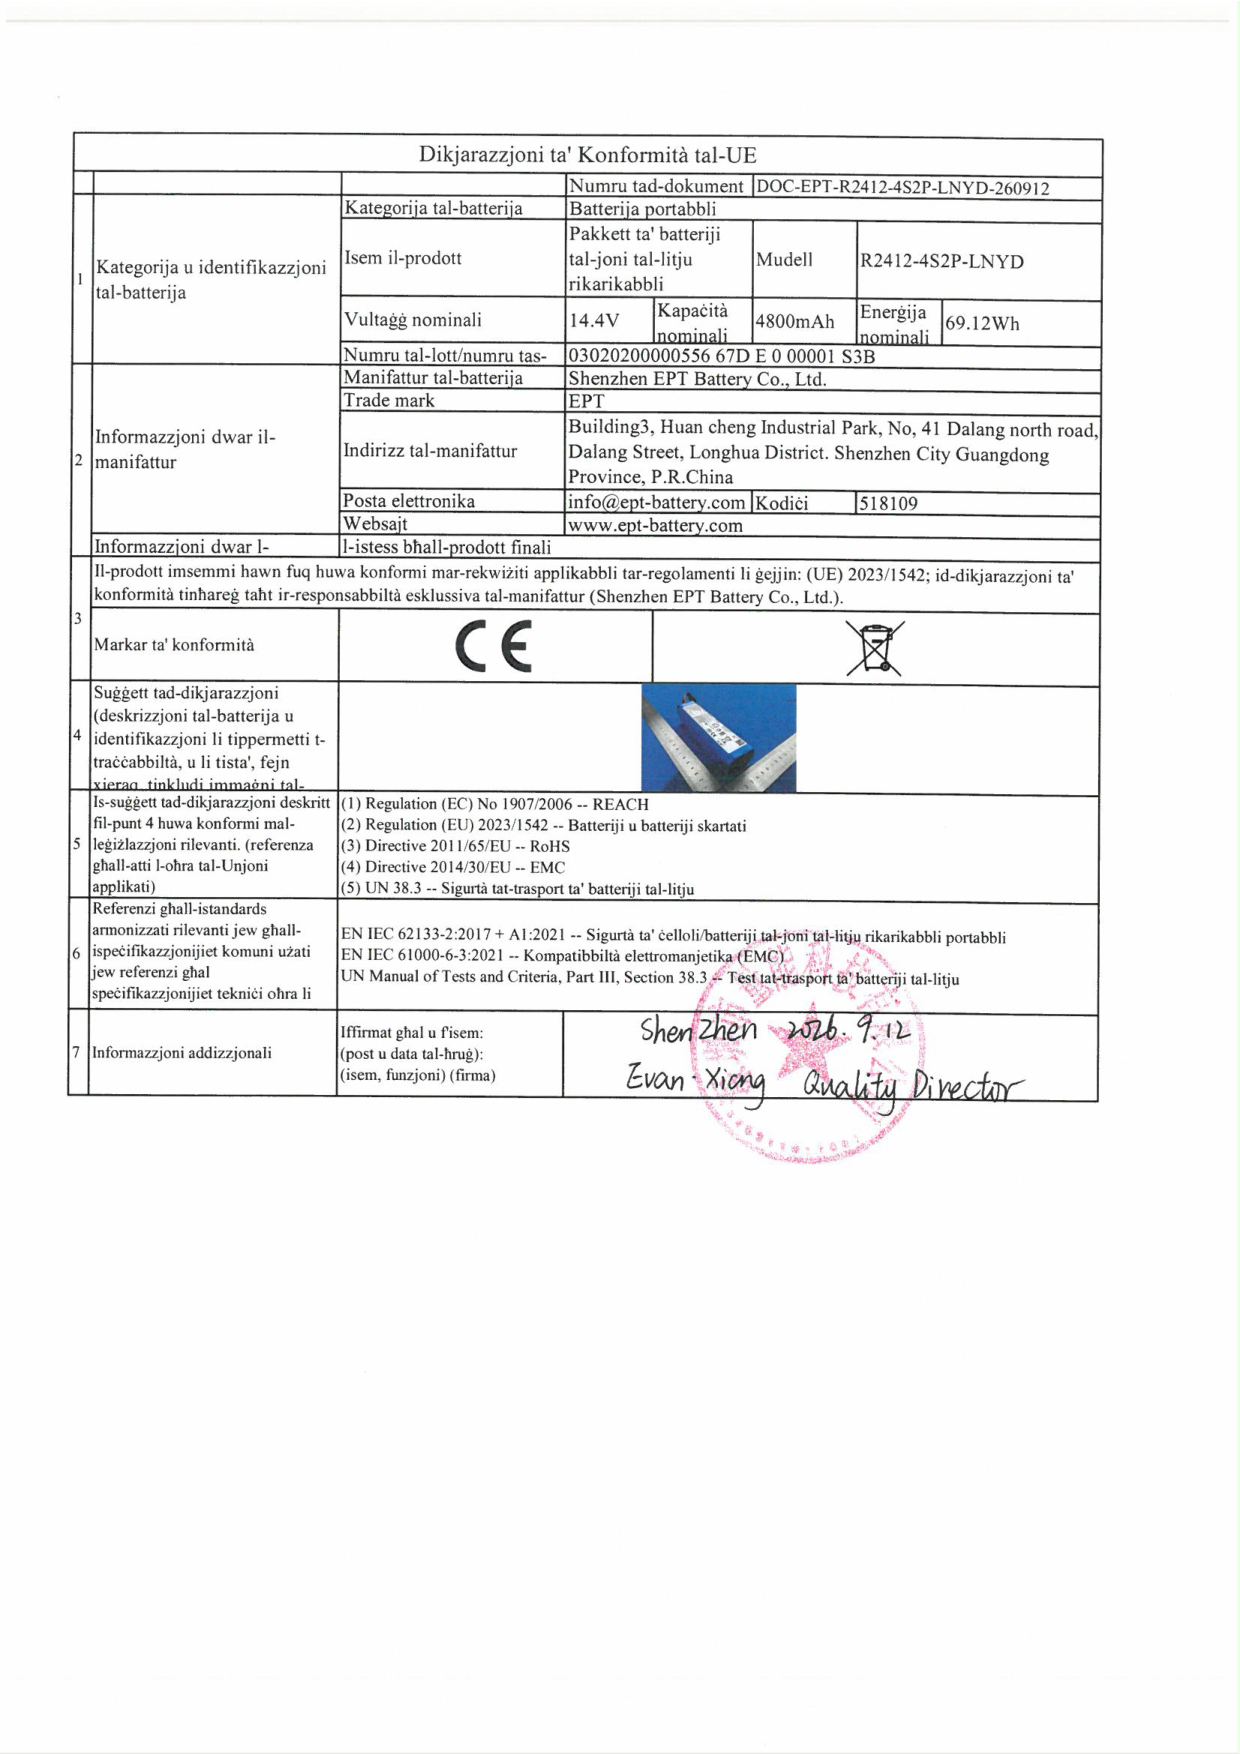 Dikjarazzjoni ta' Konformità tal-UE
Numru tad-dokument DOC-EPT-R2412-4S2P-LNYD-260912
1 Kategorija u identifikazzjoni
tal-batterija
Kategorija tal-batterija Batterija portabbli
Isem il-prodott
Pakkett ta' batteriji
tal-joni tal-litju
rikarikabbli
Mudell R2412-4S2P-LNYD
Vultaġġ nominali 14.4V
Kapaċità
nominali
4800mAh
Enerġija
nominali
69.12Wh
Numru tal-lott/numru tas- 03020200000556 67D E 0 00001 S3B
2 Informazzjoni dwar il-
manifattur
Manifattur tal-batterija Shenzhen EPT Battery Co., Ltd.
Trade mark EPT
Indirizz tal-manifattur
Building3, Huan cheng Industrial Park, No, 41 Dalang north road,
Dalang Street, Longhua District. Shenzhen City Guangdong
Province, P.R.China
Posta elettronika info@ept-battery.com Kodiċi 518109
Websajt www.ept-battery.com
Informazzjoni dwar l- l-istess bħall-prodott finali
3 Il-prodott imsemmi hawn fuq huwa konformi mar-rekwiżiti applikabbli tar-regolamenti li ġejjin: (UE) 2023/1542; id-dikjarazzjoni ta'
konformità tinħareġ taħt ir-responsabbiltà esklussiva tal-manifattur (Shenzhen EPT Battery Co., Ltd.).
Markar ta' konformità CE
4 Suġġett tad-dikjarazzjoni
(deskrizzjoni tal-batterija u
identifikazzjoni li tippermetti t-
traċċabbiltà, u li tista', fejn
xieraq, tinkludi immaġni tal-
5 Is-suġġett tad-dikjarazzjoni deskritt
fil-punt 4 huwa konformi mal-
leġiżlazzjoni rilevanti. (referenza
għall-atti l-oħra tal-Unjoni
applikati)
(1) Regulation (EC) No 1907/2006 -- REACH
(2) Regulation (EU) 2023/1542 -- Batteriji u batteriji skartati
(3) Directive 2011/65/EU -- RoHS
(4) Directive 2014/30/EU -- EMC
(5) UN 38.3 -- Sigurtà tat-trasport ta' batteriji tal-litju
6 Referenzi għall-istandards
armonizzati rilevanti jew għall-
ispeċifikazzjonijiet komuni użati
jew referenzi għal
speċifikazzjonijiet tekniċi oħra li
EN IEC 62133-2:2017 + A1:2021 -- Sigurtà ta' ċelloli/batteriji tal-joni tal-litju rikarikabbli portabbli
EN IEC 61000-6-3:2021 -- Kompatibbiltà elettromanjetika (EMC)
UN Manual of Tests and Criteria, Part III, Section 38.3 -- Test tat-trasport ta' batteriji tal-litju
7 Informazzjoni addizzjonali
Iffirmat għal u f'isem:
(post u data tal-ħruġ):
(isem, funzjoni) (firma)
ShenZhen 2026.9.12
Evan·Xiong Quality Director